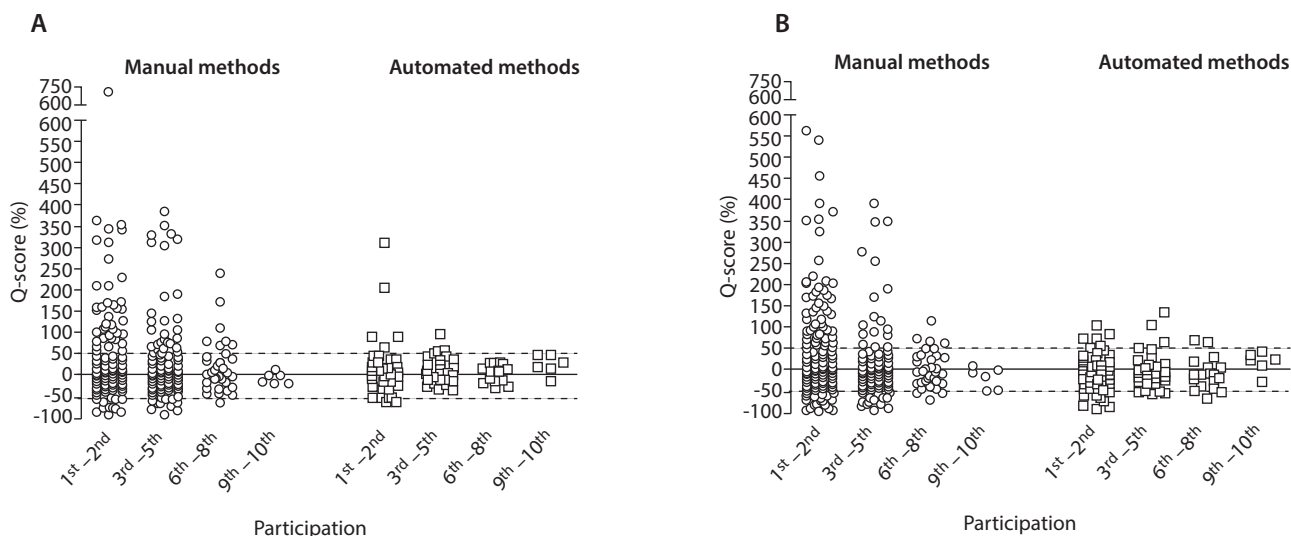 A
Manual methods
Automated methods
Q-score (%)
750
600
600
500
450
400
350
300
250
200
150
100
50
0
-50
-100
1st –2nd
3rd –5th
6th –8th
9th –10th
1st –2nd
3rd –5th
6th –8th
9th –10th
Participation
B
Manual methods
Automated methods
Q-score (%)
750
600
600
500
550
450
400
350
300
250
200
150
100
50
0
-50
-100
1st –2nd
3rd –5th
6th –8th
9th –10th
1st –2nd
3rd –5th
6th –8th
9th –10th
Participation